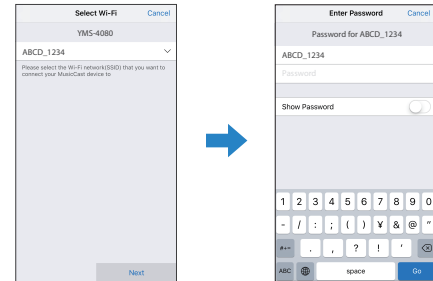 Select Wi-Fi
Cancel
YMS-4080
ABCD_1234
Please select the Wi-Fi network(SSID) that you want to
connect your MusicCast device to
Next
Enter Password
Cancel
Password for ABCD_1234
ABCD_1234
Password
Show Password
1 2 3 4 5 6 7 8 9 0
- / : ; ( ) ¥ & @ "
#+= . , ? ! '
ABC space Go